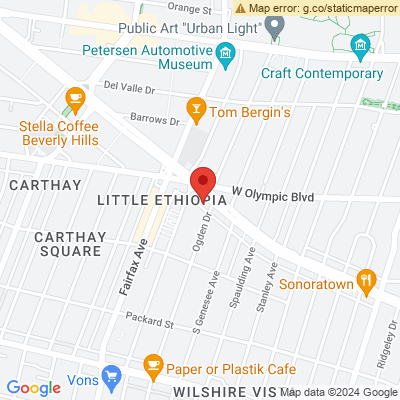 Map error: g.co/staticmaperror
Orange St
Public Art "Urban Light"
Petersen Automotive
Museum
Craft Contemporary
Del Valle Dr
Tom Bergin's
Stella Coffee
Beverly Hills
Barrows Dr
CARTHAY
W Olympic Blvd
LITTLE ETHIOPIA
CARTHAY
SQUARE
Ogden Dr
Fairfax Ave
S Genesee Ave
Spaulding Ave
Stanley Ave
Sonoratown
Packard St
Ridgeley Dr
Paper or Plastik Cafe
Vons
WILSHIRE VIS
Google
Map data ©2024 Google